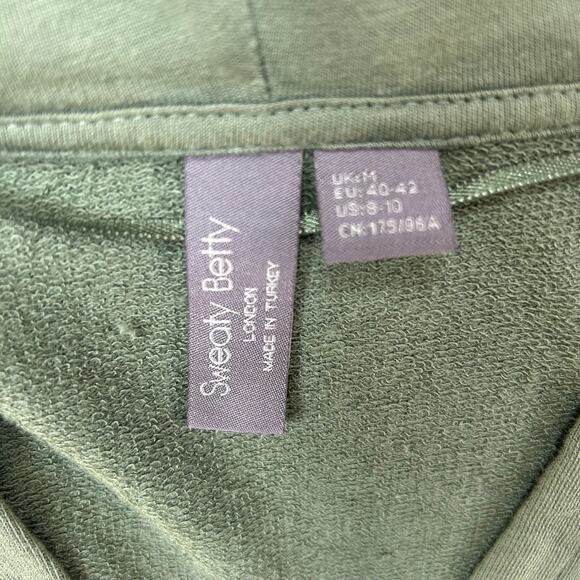 Sweaty Betty
LONDON
MADE IN TURKEY
UK:M
EU: 40-42
US:8-10
CN:175/96A